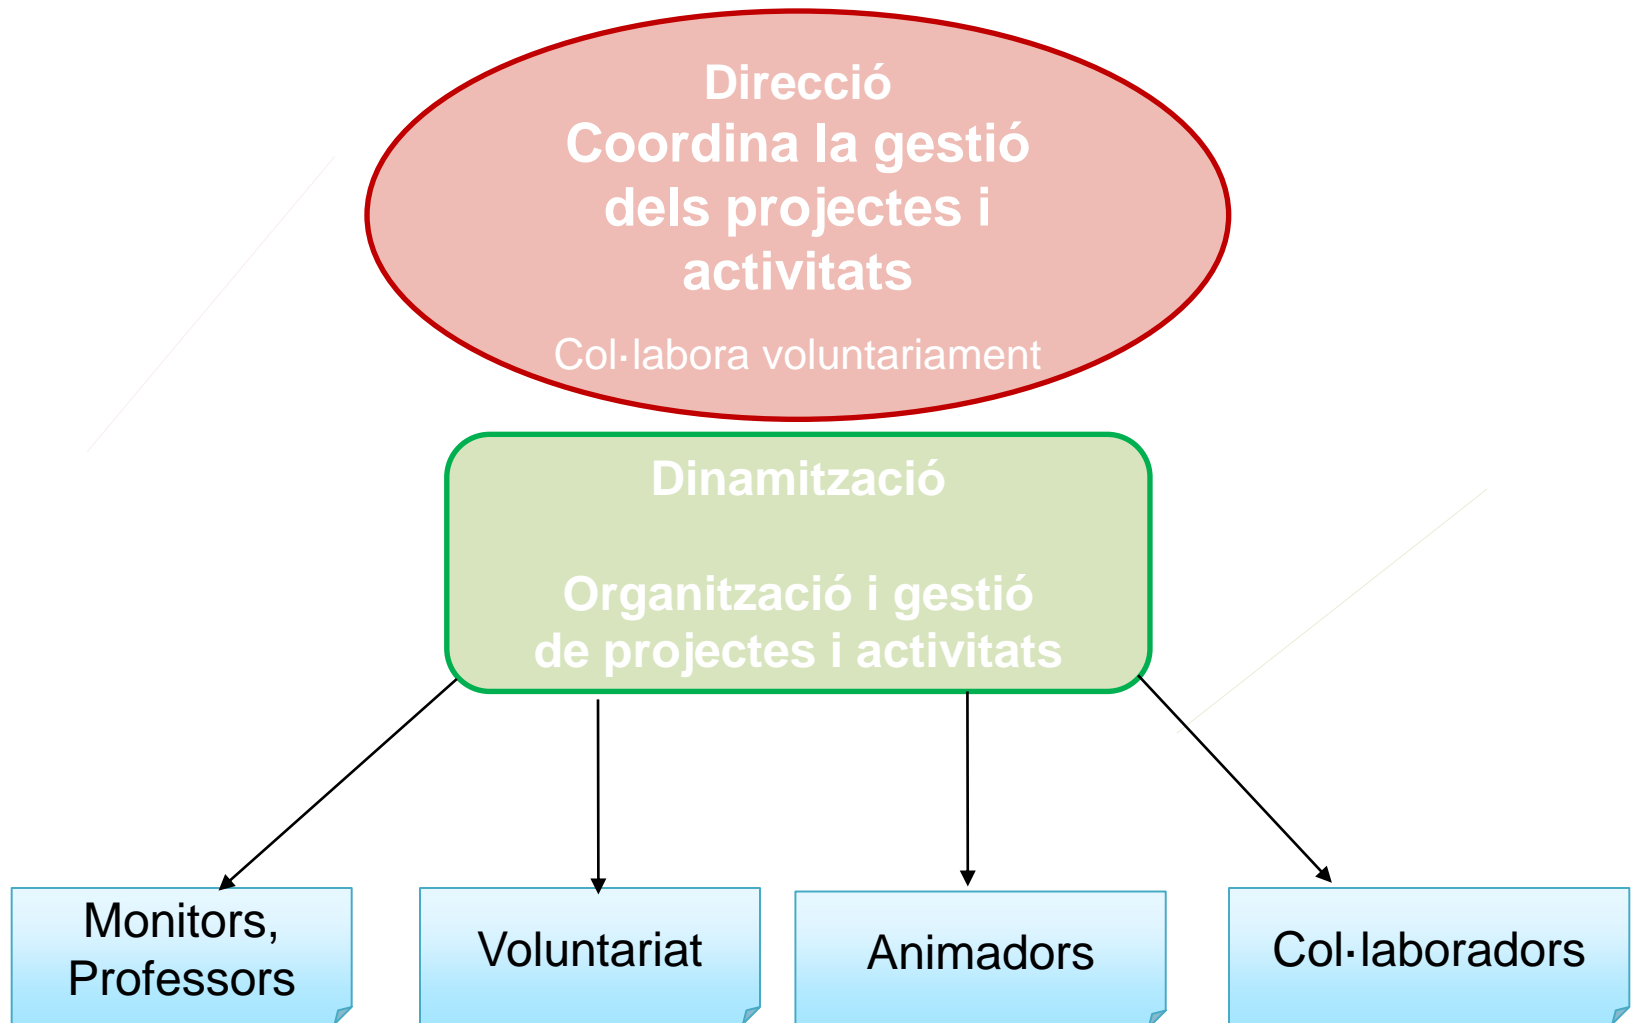 Direcció
Coordina la gestió
dels projectes i
activitats
Col·labora voluntariament
Dinamització
Organització i gestió
de projectes i activitats
Monitors,
Professors
Voluntariat
Animadors
Col·laboradors